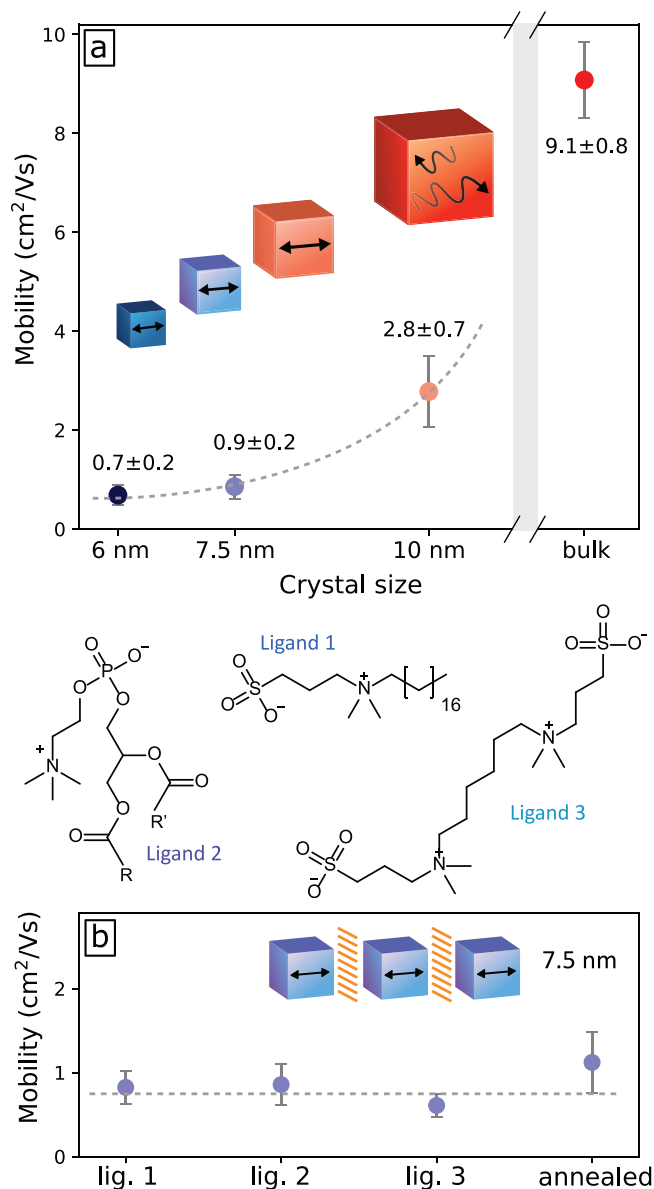 a
10
8
6
4
2
0
Mobility (cm²/Vs)
9.1±0.8
2.8±0.7
0.7±0.2
0.9±0.2
6 nm 7.5 nm 10 nm bulk
Crystal size
Ligand 1
O
O⁻
P
O
O
O
O
O
O
N
+
R'
R
Ligand 2
O
O
S
O⁻
N
+
16
O
S
O⁻
O
N
+
Ligand 3
N
+
O
O
S
O⁻
b
7.5 nm
2
1
0
Mobility (cm²/Vs)
lig. 1 lig. 2 lig. 3 annealed